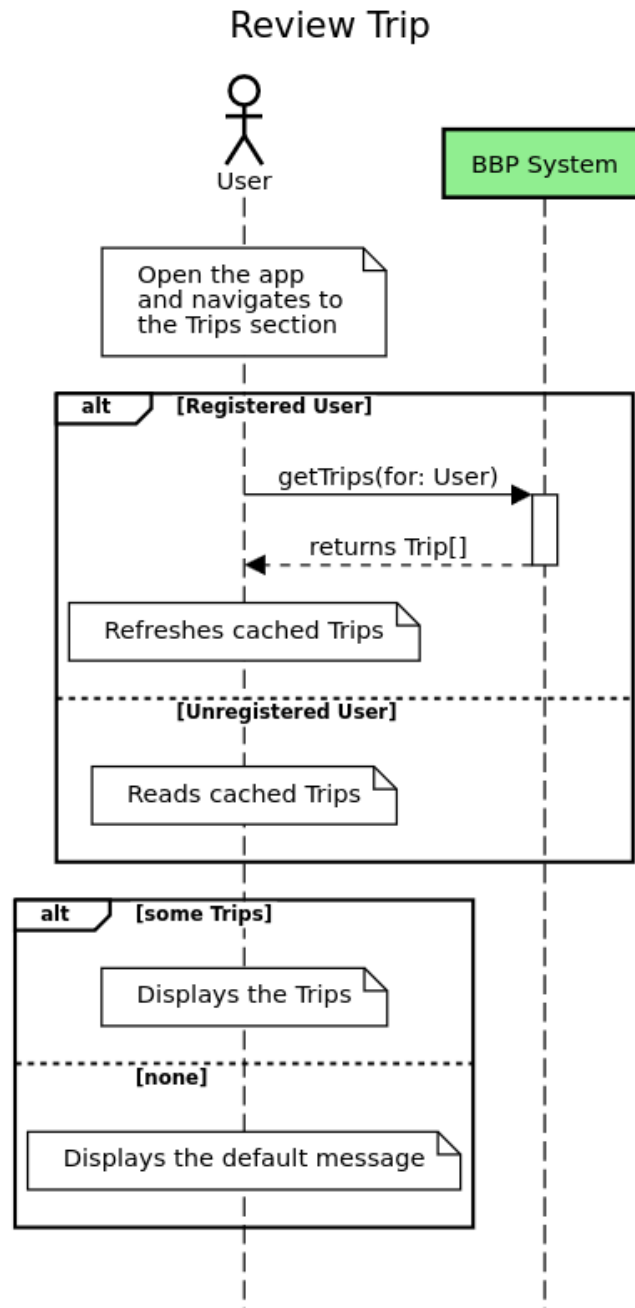 Review Trip
User
BBP System
Open the app
and navigates to
the Trips section
alt
[Registered User]
getTrips(for: User)
returns Trip[]
Refreshes cached Trips
[Unregistered User]
Reads cached Trips
alt
[some Trips]
Displays the Trips
[none]
Displays the default message